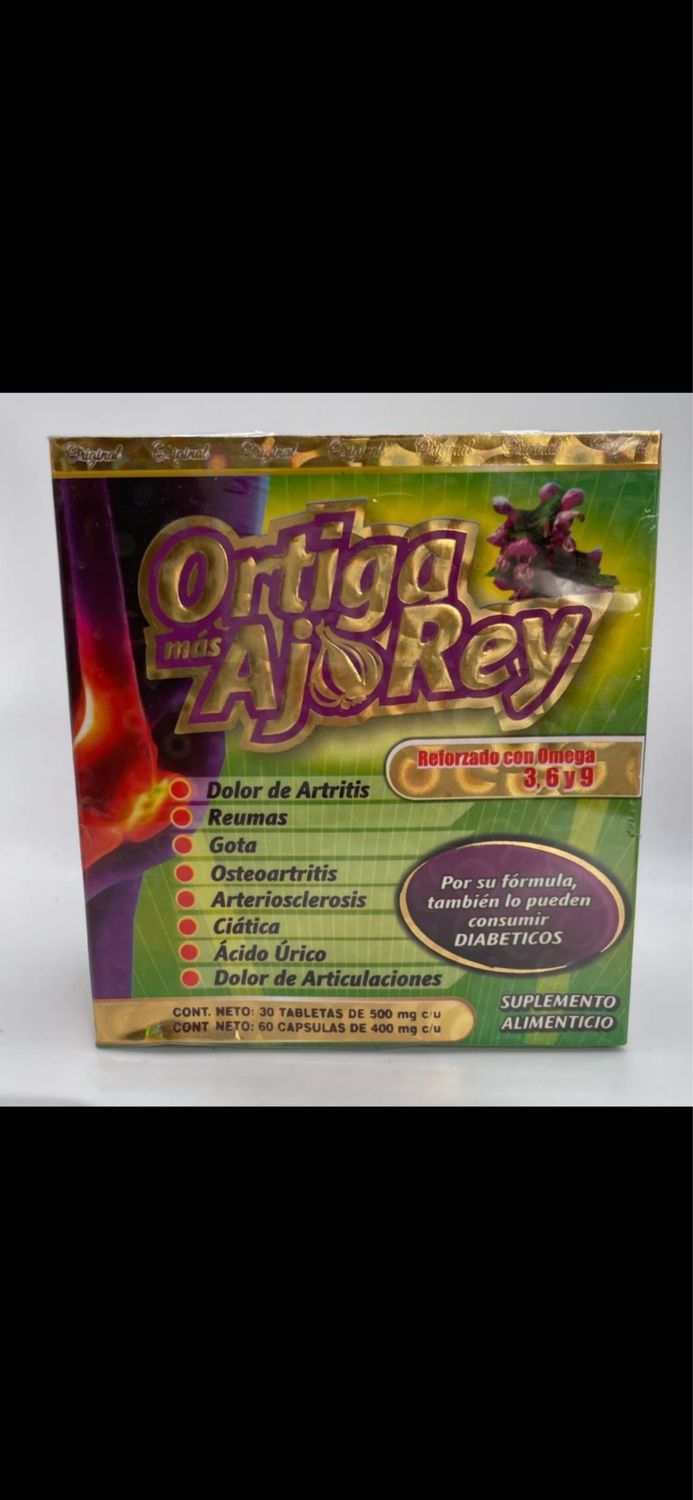 Original Original Original Original Original Original
Ortiga
más
Ajo Rey
Reforzado con Omega
3, 6 y 9
Dolor de Artritis
Reumas
Gota
Osteoartritis
Arteriosclerosis
Ciática
Ácido Úrico
Dolor de Articulaciones
Por su fórmula,
también lo pueden
consumir
DIABETICOS
CONT. NETO: 30 TABLETAS DE 500 mg c/u
CONT NETO: 60 CAPSULAS DE 400 mg c/u
SUPLEMENTO
ALIMENTICIO